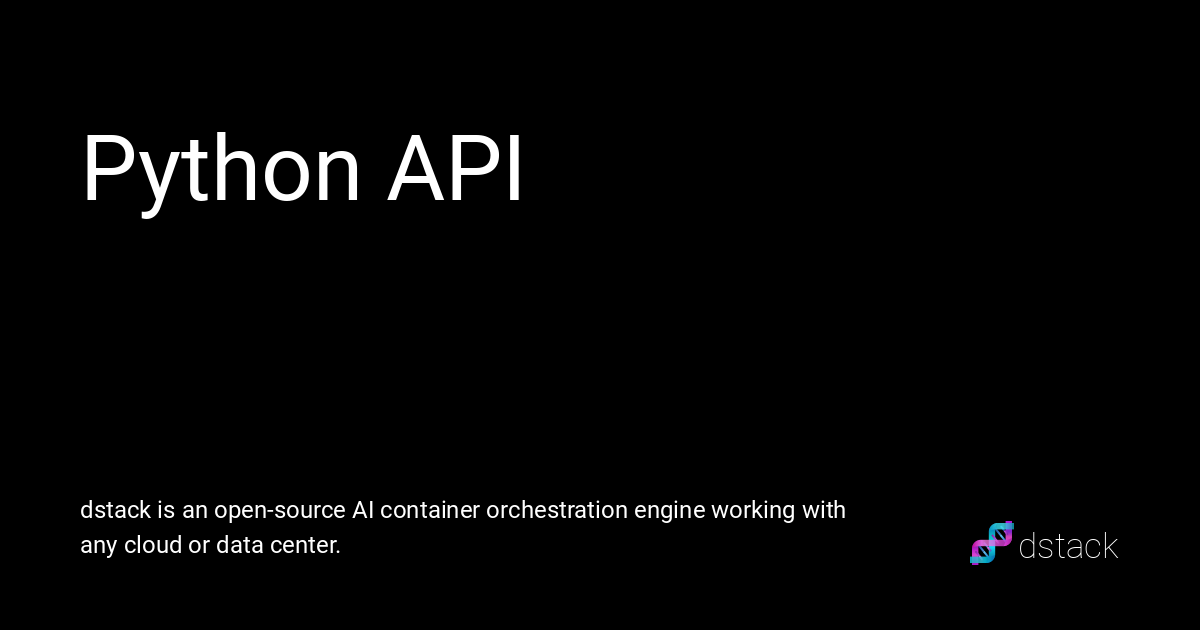 Python API
dstack is an open-source AI container orchestration engine working with
any cloud or data center.
dstack